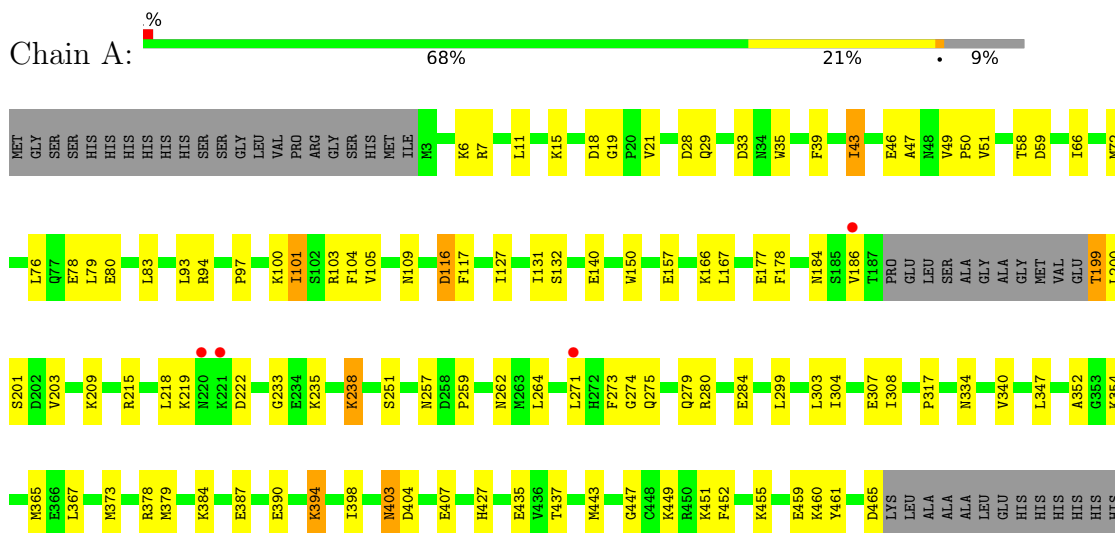 .%
Chain A:
68% 21% • 9%
MET GLY SER SER HIS HIS HIS HIS HIS HIS SER SER GLY LEU VAL PRO ARG GLY SER HIS MET ILE M3 K6 R7 L11 K15 D18 G19 P20 V21 D28 Q29 D33 N34 W35 F39 I43 E46 A47 N48 V49 P50 V51 T58 D59 I66
L76 Q77 E78 L79 E80 L83 L93 R94 P97 K100 I101 S102 R103 F104 V105 N109 D116 F117 I127 I131 S132 E140 W150 E157 K166 L167 E177 F178 N184 S185 V186 T187 PRO GLU LEU SER ALA GLY ALA GLY MET VAL GLU T199 L200
S201 D202 V203 K209 R215 L218 K219 N220 K221 D222 G233 E234 K235 K238 S251 N257 D258 P259 N262 M263 L264 L271 H272 F273 G274 Q275 Q279 R280 E284 L299 L303 I304 E307 I308 P317 N334 V340 L347 A352 G353 K354
M365 E366 L367 M373 R378 M379 K384 E387 E390 K394 I398 N403 D404 E407 H427 E435 V436 T437 M443 G447 C448 K449 R450 K451 F452 K455 E459 K460 Y461 D465 LYS LEU ALA ALA ALA LEU GLU HIS HIS HIS HIS HIS